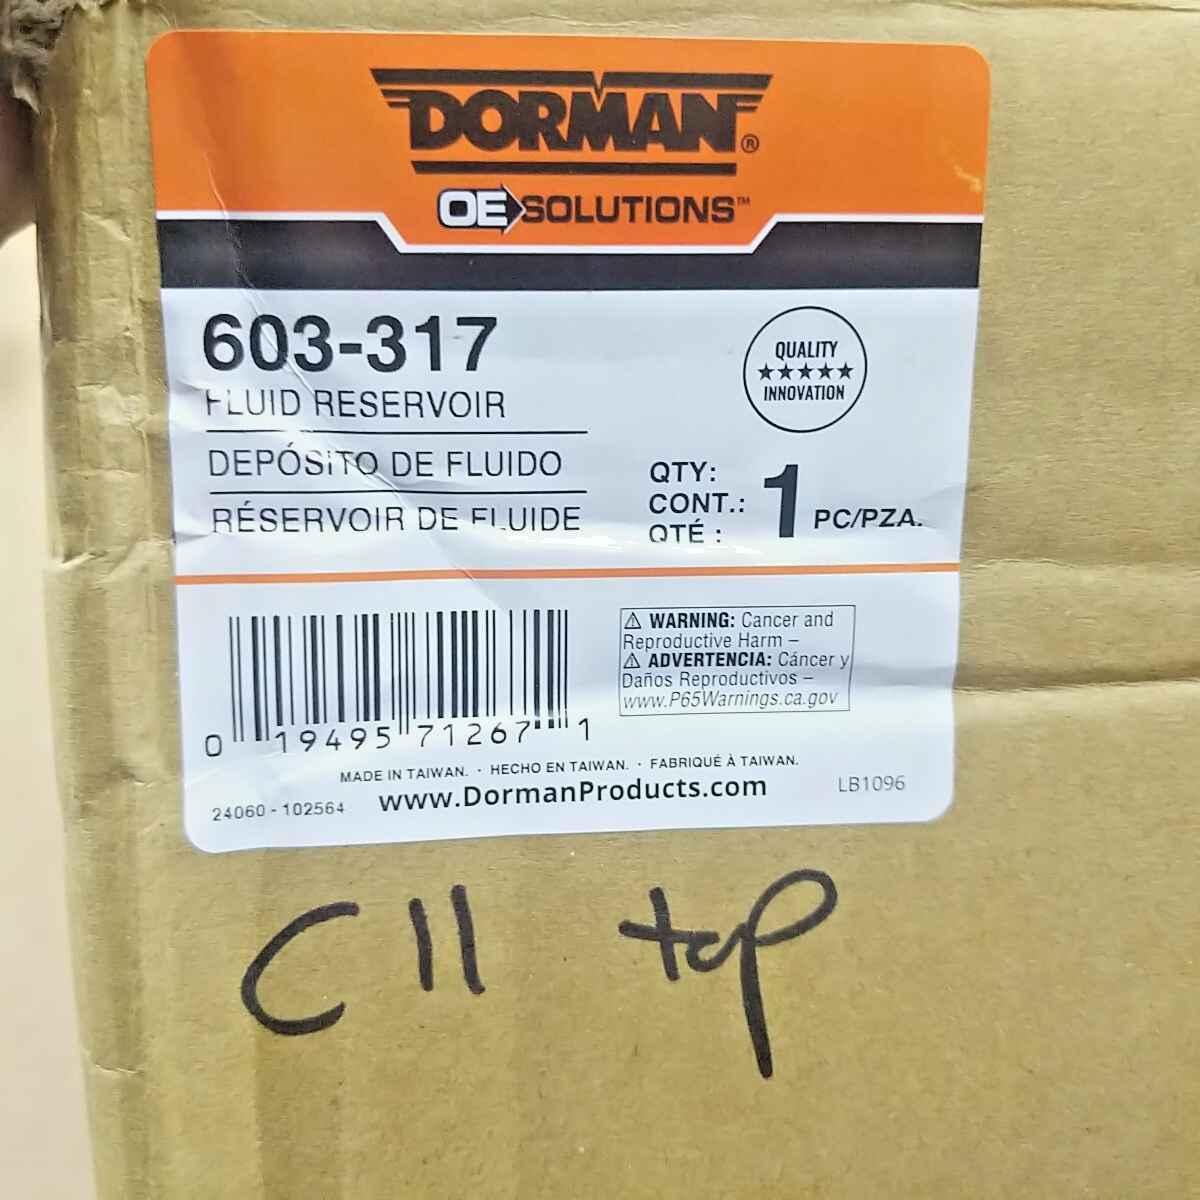 DORMAN®
OE SOLUTIONS™
603-317
FLUID RESERVOIR
DEPÓSITO DE FLUIDO
RÉSERVOIR DE FLUIDE
QUALITY
★★★★★
INNOVATION
QTY:
CONT.:
QTÉ :
1 PC/PZA.
⚠ WARNING: Cancer and
Reproductive Harm –
⚠ ADVERTENCIA: Cáncer y
Daños Reproductivos –
www.P65Warnings.ca.gov
0 19495 71267 1
MADE IN TAIWAN. · HECHO EN TAIWAN. · FABRIQUÉ À TAIWAN.
24060 - 102564 www.DormanProducts.com LB1096
C11 top